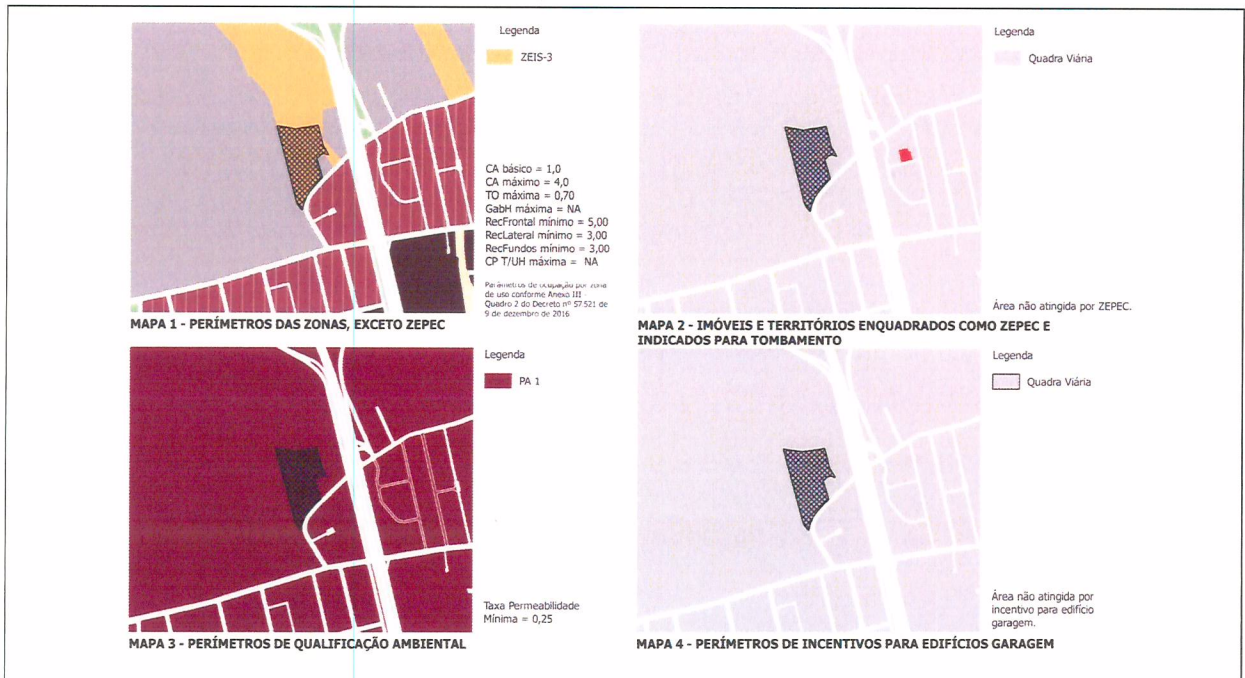 Legenda
ZEIS-3
CA básico = 1,0
CA máximo = 4,0
TO máxima = 0,70
GabH máxima = NA
RecFrontal mínimo = 5,00
RecLateral mínimo = 3,00
RecFundos mínimo = 3,00
CP T/UH máxima = NA
Parâmetros de ocupação por zona
de uso conforme Anexo III
Quadro 2 do Decreto nº 57.521 de
9 de dezembro de 2016
MAPA 1 - PERÍMETROS DAS ZONAS, EXCETO ZEPEC
Legenda
Quadra Viária
Área não atingida por ZEPEC.
MAPA 2 - IMÓVEIS E TERRITÓRIOS ENQUADRADOS COMO ZEPEC E
INDICADOS PARA TOMBAMENTO
Legenda
PA 1
Taxa Permeabilidade
Mínima = 0,25
MAPA 3 - PERÍMETROS DE QUALIFICAÇÃO AMBIENTAL
Legenda
Quadra Viária
Área não atingida por
incentivo para edifício
garagem.
MAPA 4 - PERÍMETROS DE INCENTIVOS PARA EDIFÍCIOS GARAGEM